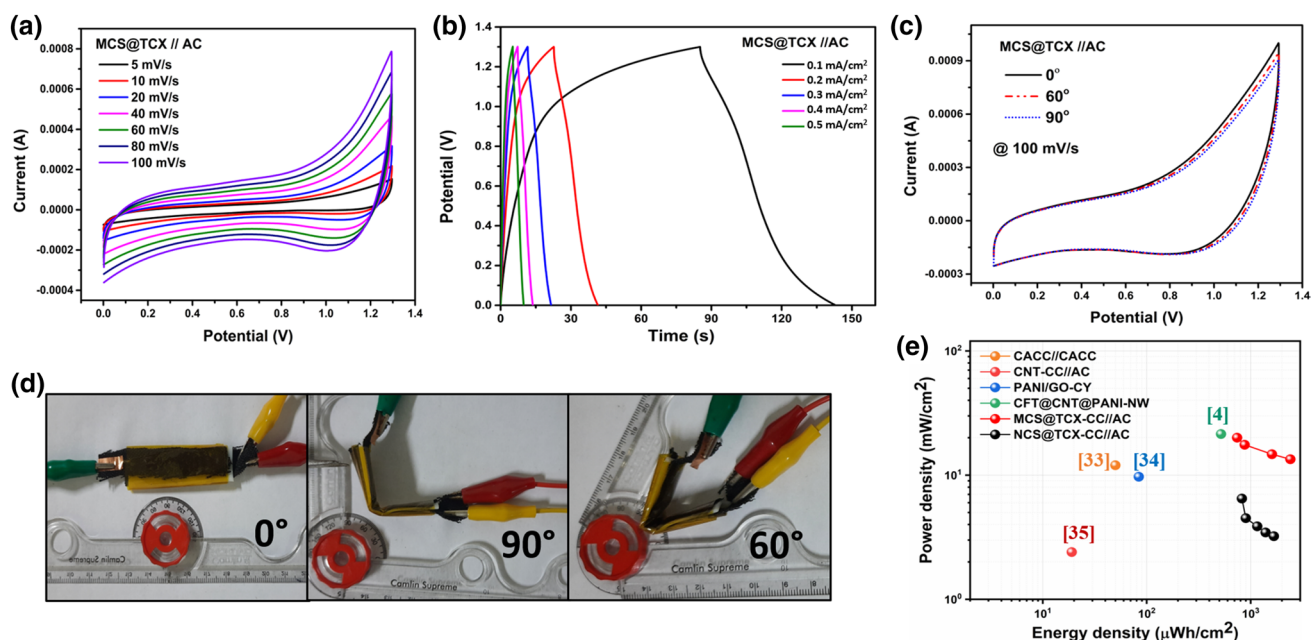 (a)
MCS@TCX // AC
5 mV/s
10 mV/s
20 mV/s
40 mV/s
60 mV/s
80 mV/s
100 mV/s
0.0008
0.0006
0.0004
0.0002
0.0000
-0.0002
-0.0004
Current (A)
0.0 0.2 0.4 0.6 0.8 1.0 1.2 1.4
Potential (V)
(b)
MCS@TCX //AC
0.1 mA/cm²
0.2 mA/cm²
0.3 mA/cm²
0.4 mA/cm²
0.5 mA/cm²
1.4
1.2
1.0
0.8
0.6
0.4
0.2
0.0
Potential (V)
0 30 60 90 120 150
Time (s)
(c)
MCS@TCX //AC
0°
60°
90°
@ 100 mV/s
0.0009
0.0006
0.0003
0.0000
-0.0003
Current (A)
0.0 0.2 0.4 0.6 0.8 1.0 1.2 1.4
Potential (V)
(d)
0°
Camlin Supreme
90°
Camlin Supreme
60°
Camlin Supreme
(e)
CACC//CACC
CNT-CC//AC
PANI/GO-CY
CFT@CNT@PANI-NW
MCS@TCX-CC//AC
NCS@TCX-CC//AC
[4]
[33]
[34]
[35]
10²
10¹
10⁰
Power density (mW/cm²)
10¹ 10² 10³
Energy density (μWh/cm²)